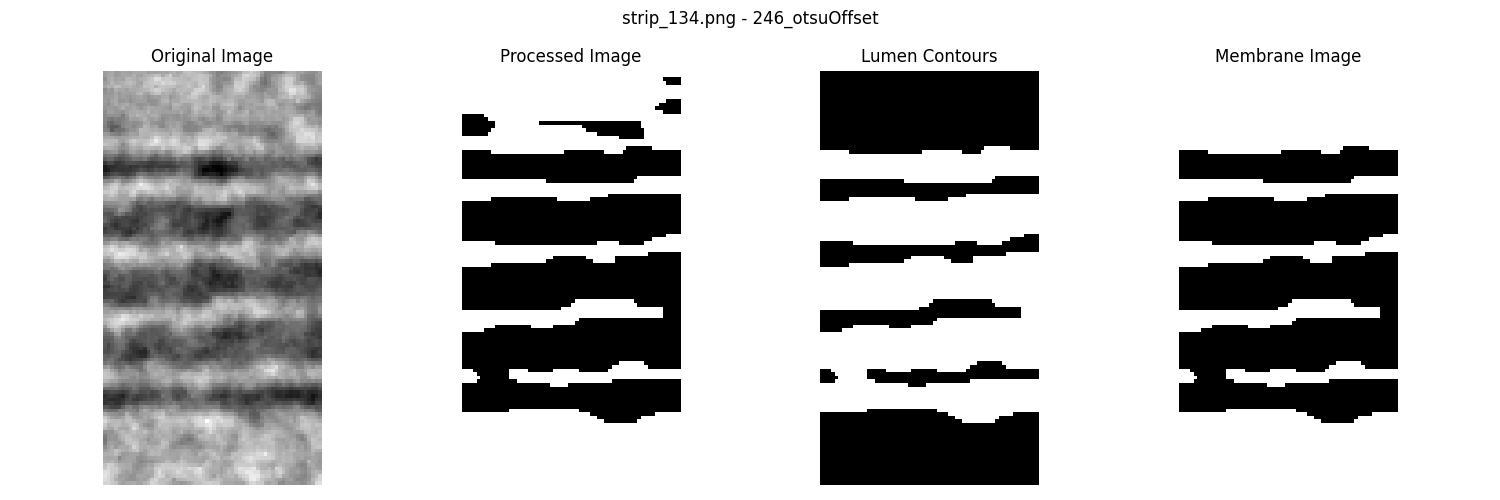 strip_134.png - 246_otsuOffset
Original Image
Processed Image
Lumen Contours
Membrane Image